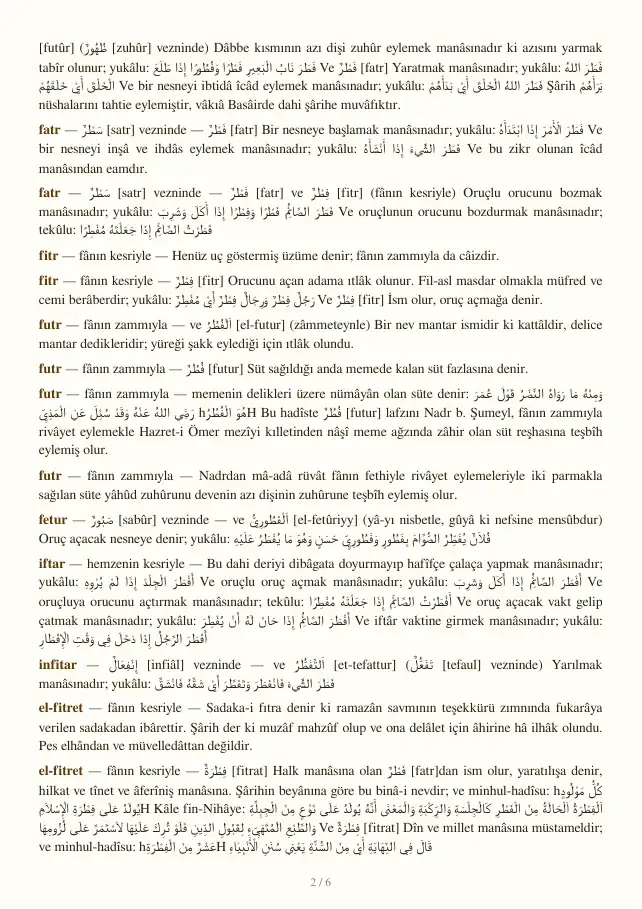 [futûr] (ظُهُورٌ [zuhûr] vezninde) Dâbbe kısmının azı dişi zuhûr eylemek manâsınadır ki azısını yarmak
tabîr olunur; yukâlu: فَطَرَ نَابُ الْبَعِيرِ فَطْرًا وَفُطُورًا إِذَا طَلَعَ Ve فَطْرٌ [fatr] Yaratmak manâsınadır; yukâlu: فَطَرَ اللهُ
الْخَلْقَ أَيْ خَلَقَهُمْ Ve bir nesneyi ibtidâ îcâd eylemek manâsınadır; yukâlu: فَطَرَ اللهُ الْخَلْقَ أَيْ بَدَأَهُمْ Şârih بَرَأَهُمْ
nüshalarını tahtie eylemiştir, vâkıâ Basâirde dahi şârihe muvâfıktır.
fatr — سَطْرٌ [satr] vezninde — فَطْرٌ [fatr] Bir nesneye başlamak manâsınadır; yukâlu: فَطَرَ الْأَمْرَ إِذَا ابْتَدَأَهُ Ve
bir nesneyi inşâ ve ihdâs eylemek manâsınadır; yukâlu: فَطَرَ الشَّيْءَ إِذَا أَنْشَأَهُ Ve bu zikr olunan îcâd
manâsından eamdır.
fatr — سَطْرٌ [satr] vezninde — فَطْرٌ [fatr] ve فِطْرٌ [fitr] (fânın kesriyle) Oruçlu orucunu bozmak
manâsınadır; yukâlu: فَطَرَ الصَّائِمُ فَطْرًا وَفِطْرًا إِذَا أَكَلَ وَشَرِبَ Ve oruçlunun orucunu bozdurmak manâsınadır;
tekûlu: فَطَرْتُ الصَّائِمَ إِذَا جَعَلْتَهُ مُفْطِرًا
fitr — fânın kesriyle — Henüz uç göstermiş üzüme denir; fânın zammıyla da câizdir.
fitr — fânın kesriyle — فِطْرٌ [fitr] Orucunu açan adama ıtlâk olunur. Fil-asl masdar olmakla müfred ve
cemi berâberdir; yukâlu: رَجُلٌ فِطْرٌ وَرِجَالٌ فِطْرٌ أَيْ مُفْطِرٌ Ve فِطْرٌ [fitr] İsm olur, oruç açmağa denir.
futr — fânın zammıyla — ve اَلْفُطُرُ [el-futur] (zâmmeteynle) Bir nev mantar ismidir ki kattâldir, delice
mantar dedikleridir; yüreği şakk eylediği için ıtlâk olundu.
futr — fânın zammıyla — فُطْرٌ [futur] Süt sağıldığı anda memede kalan süt fazlasına denir.
futr — fânın zammıyla — memenin delikleri üzere nümâyân olan süte denir: وَمِنْهُ مَا رَوَاهُ النَّضْرُ قَوْلَ عُمَرَ
رَضِيَ اللهُ عَنْهُ وَقَدْ سُئِلَ عَنِ الْمَذِيِّ hهُوَ الْفُطْرُH Bu hadîste فُطْرٌ [futur] lafzını Nadr b. Şumeyl, fânın zammıyla
rivâyet eylemekle Hazret-i Ömer mezîyi kılletinden nâşî meme ağzında zâhir olan süt reşhasına teşbîh
eylemiş olur.
futr — fânın zammıyla — Nadrdan mâ-adâ rüvât fânın fethiyle rivâyet eylemeleriyle iki parmakla
sağılan süte yâhûd zuhûrunu devenin azı dişinin zuhûrune teşbîh eylemiş olur.
fetur — صَبُورٌ [sabûr] vezninde — ve اَلْفَطُورِيُّ [el-fetûriyy] (yâ-yı nisbetle, gûyâ ki nefsine mensûbdur)
Oruç açacak nesneye denir; yukâlu: فُلَانٌ يُفَطِّرُ الصُّوَّامَ بِفَطُورٍ وَفَطُورِيٍّ حَسَنٍ وَهُوَ مَا يُفْطَرُ عَلَيْهِ
iftar — hemzenin kesriyle — Bu dahi deriyi dibâgata doyurmayıp hafîfçe çalaça yapmak manâsınadır;
yukâlu: أَفْطَرَ الْجِلْدَ إِذَا لَمْ يُرْوِهِ Ve oruçlu oruç açmak manâsınadır; yukâlu: أَفْطَرَ الصَّائِمُ إِذَا أَكَلَ وَشَرِبَ Ve
oruçluya orucunu açtırmak manâsınadır; tekûlu: أَفْطَرْتُ الصَّائِمَ إِذَا جَعَلْتَهُ مُفْطِرًا Ve oruç açacak vakt gelip
çatmak manâsınadır; yukâlu: أَفْطَرَ الصَّائِمُ إِذَا حَانَ لَهُ أَنْ يُفْطِرَ Ve iftâr vaktine girmek manâsınadır; yukâlu:
أَفْطَرَ الرَّجُلُ إِذَا دَخَلَ فِي وَقْتِ الْإِفْطَارِ
infitar — إِنْفِعَالٌ [infiâl] vezninde — ve اَلتَّفَطُّرُ [et-tefattur] (تَفَعُّلٌ [tefaul] vezninde) Yarılmak
manâsınadır; yukâlu: فَطَرَ الشَّيْءَ فَانْفَطَرَ وَتَفَطَّرَ أَيْ شَقَّهُ فَانْشَقَّ
el-fitret — fânın kesriyle — Sadaka-i fıtra denir ki ramazân savmının teşekkürü zımnında fukarâya
verilen sadakadan ibârettir. Şârih der ki muzâf mahzûf olup ve ona delâlet için âhirine hâ ilhâk olundu.
Pes elhândan ve müvelledâttan değildir.
el-fitret — fânın kesriyle — فِطْرَةٌ [fitrat] Halk manâsına olan فَطْرٌ [fatr]dan ism olur, yaratılışa denir,
hilkat ve tînet ve âferîniş manâsına. Şârihin beyânına göre bu binâ-i nevdir; ve minhul-hadîsu: hكُلُّ مَوْلُودٍ
يُولَدُ عَلَى فِطْرَةِ الْإِسْلَامِH Kâle fin-Nihâye: اَلْفِطْرَةُ اَلْحَالَةُ مِنَ الْفَطْرِ كَالْجِلْسَةِ وَالرِّكْبَةِ وَالْمَعْنَى أَنَّهُ يُولَدُ عَلَى نَوْعٍ مِنَ الْجِبِلَّةِ
وَالطَّبْعِ الْمُتَهَيِّءِ لِقَبُولِ الدِّينِ فَلَوْ تُرِكَ عَلَيْهَا لَاسْتَمَرَّ عَلَى لُزُومِهَا Ve فِطْرَةٌ [fitrat] Dîn ve millet manâsına müstameldir;
ve minhul-hadîsu: hعَشْرٌ مِنَ الْفِطْرَةِH قَالَ فِي النِّهَايَةِ أَيْ مِنَ السُّنَّةِ يَعْنِي سُنَنَ الْأَنْبِيَاءِ
2 / 6